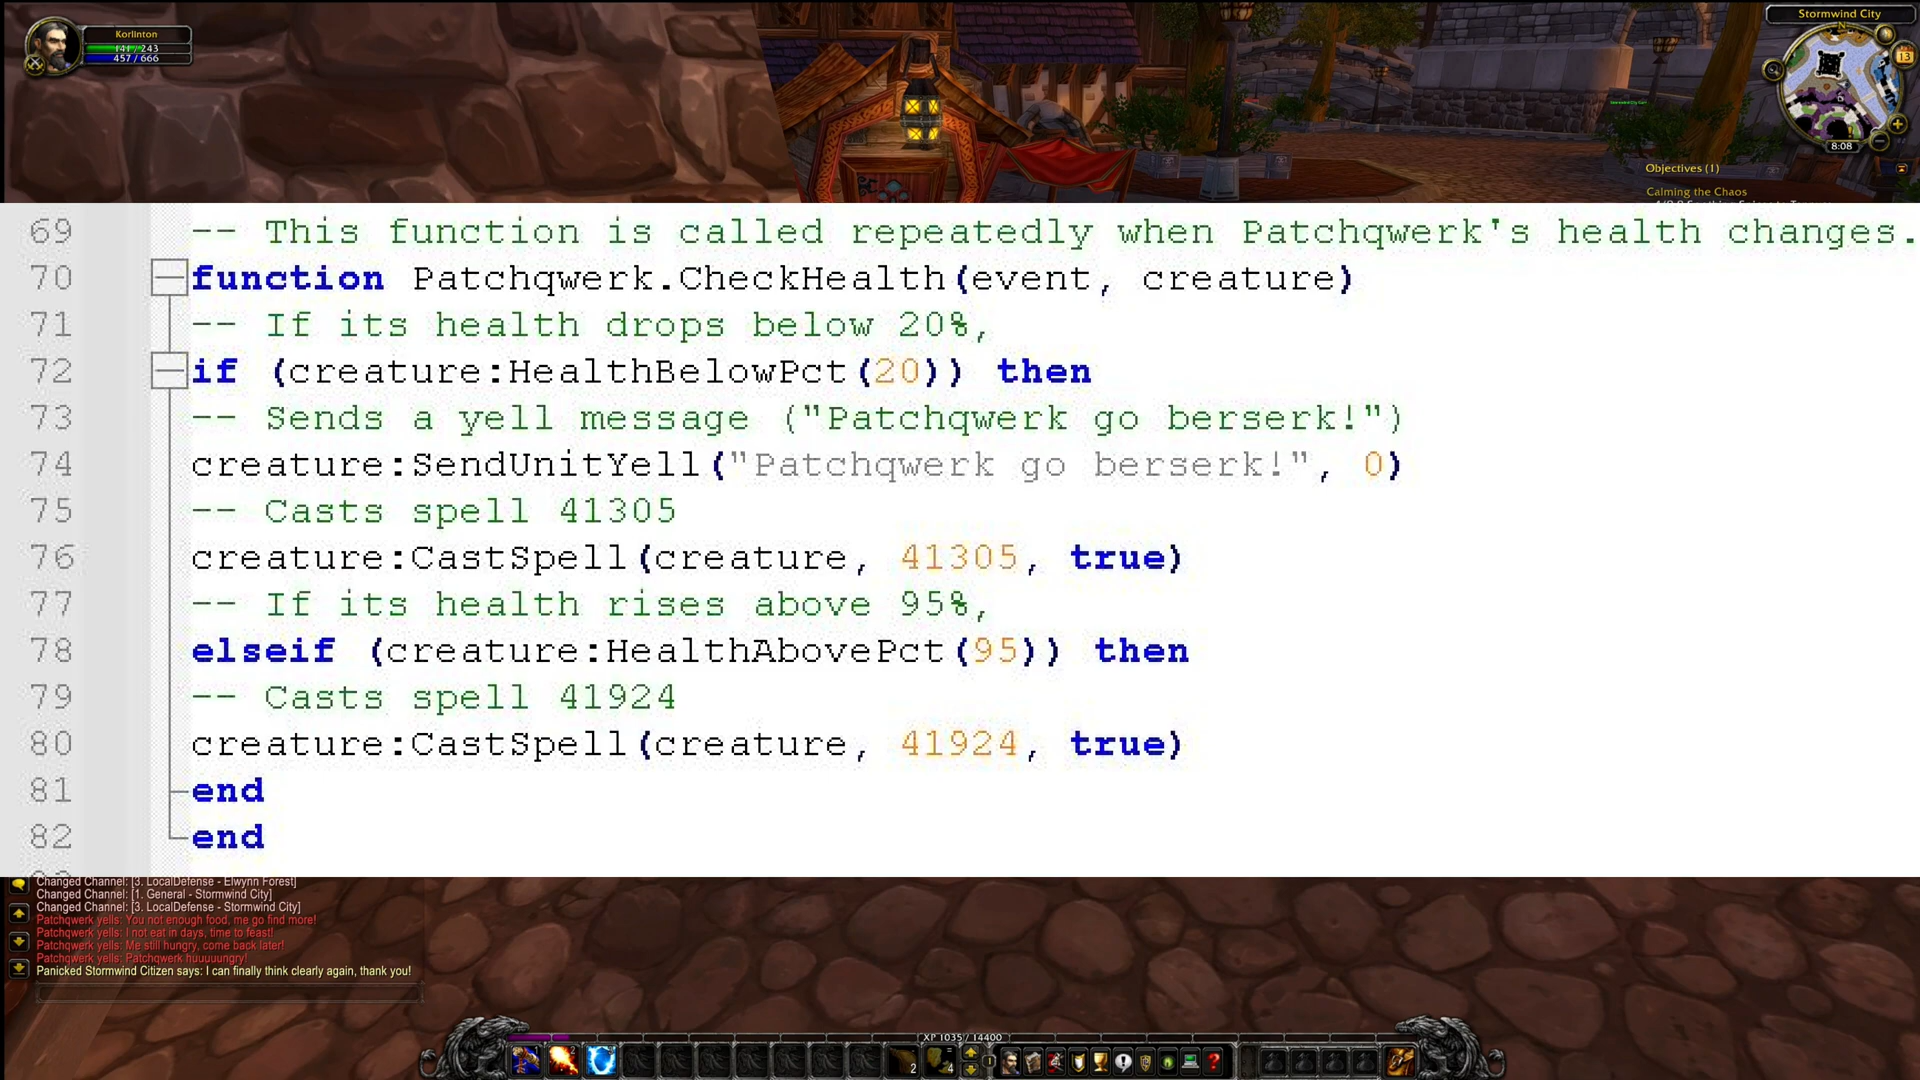 Korlinton
141 / 243
457 / 666
Stormwind City
N
13
8:08
Objectives (1)
Calming the Chaos
69 -- This function is called repeatedly when Patchqwerk's health changes.
70 function Patchqwerk.CheckHealth(event, creature)
71 -- If its health drops below 20%,
72 if (creature:HealthBelowPct(20)) then
73 -- Sends a yell message ("Patchqwerk go berserk!")
74 creature:SendUnitYell("Patchqwerk go berserk!", 0)
75 -- Casts spell 41305
76 creature:CastSpell(creature, 41305, true)
77 -- If its health rises above 95%,
78 elseif (creature:HealthAbovePct(95)) then
79 -- Casts spell 41924
80 creature:CastSpell(creature, 41924, true)
81 end
82 end
Changed Channel: [3. LocalDefense - Elwynn Forest]
Changed Channel: [1. General - Stormwind City]
Changed Channel: [3. LocalDefense - Stormwind City]
Patchqwerk yells: You not enough food, me go find more!
Patchqwerk yells: I not eat in days, time to feast!
Patchqwerk yells: Me still hungry, come back later!
Patchqwerk yells: Patchqwerk huuuuungry!
Panicked Stormwind Citizen says: I can finally think clearly again, thank you!
XP 1035 / 14400
2
4
1